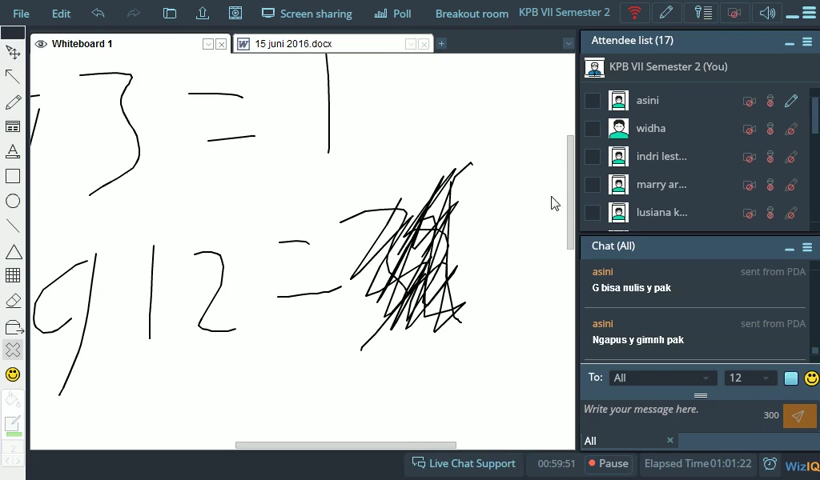 File Edit Screen sharing Poll Breakout room KPB VII Semester 2
Whiteboard 1 15 juni 2016.docx
Attendee list (17)
KPB VII Semester 2 (You)
asini
widha
indri lest...
marry ar...
lusiana k...
3 = 1
g 12 =
Chat (All)
asini sent from PDA
G bisa nulis y pak
asini sent from PDA
Ngapus y gimnh pak
To: All 12
Write your message here. 300
All
Live Chat Support 00:59:51 Pause Elapsed Time 01:01:22 WizIQ